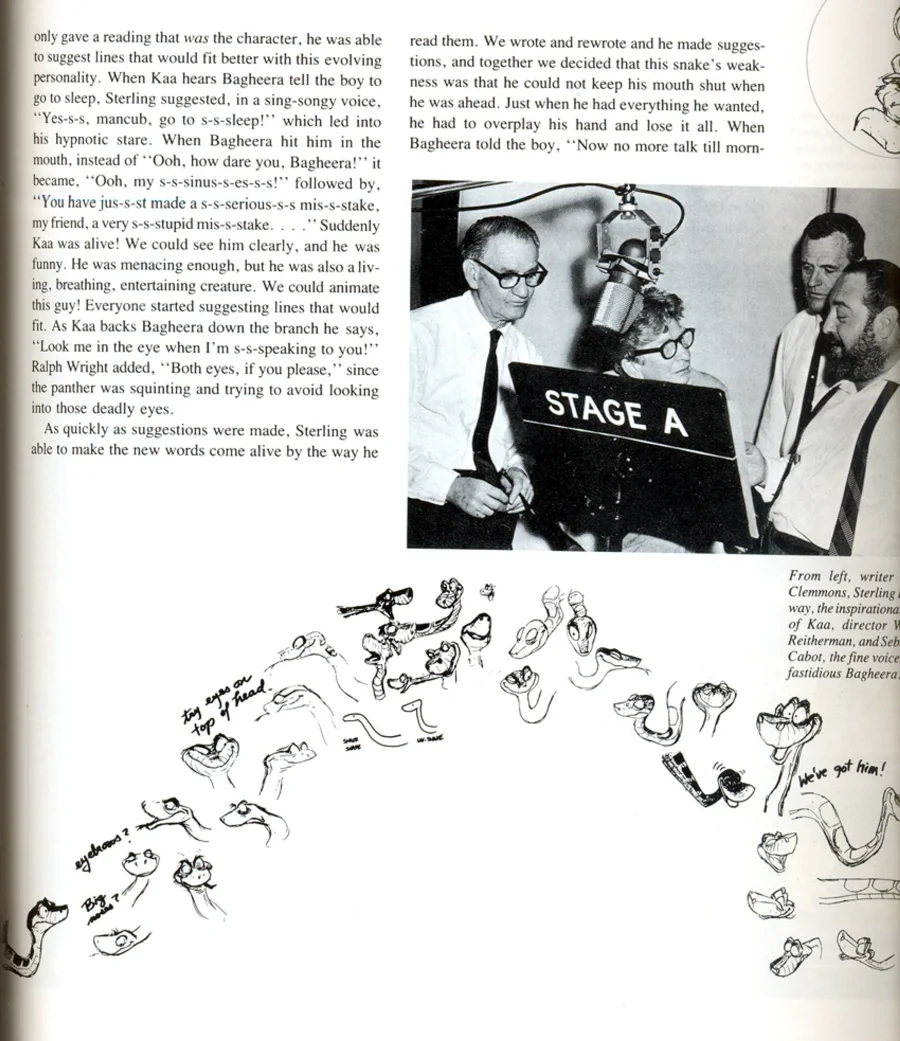 only gave a reading that was the character, he was able
to suggest lines that would fit better with this evolving
personality. When Kaa hears Bagheera tell the boy to
go to sleep, Sterling suggested, in a sing-songy voice,
“Yes-s-s, mancub, go to s-s-sleep!” which led into
his hypnotic stare. When Bagheera hit him in the
mouth, instead of “Ooh, how dare you, Bagheera!” it
became, “Ooh, my s-s-sinus-s-es-s-s!” followed by,
“You have jus-s-st made a s-s-serious-s-s mis-s-stake,
my friend, a very s-s-stupid mis-s-stake. . . .” Suddenly
Kaa was alive! We could see him clearly, and he was
funny. He was menacing enough, but he was also a liv-
ing, breathing, entertaining creature. We could animate
this guy! Everyone started suggesting lines that would
fit. As Kaa backs Bagheera down the branch he says,
“Look me in the eye when I’m s-s-speaking to you!”
Ralph Wright added, “Both eyes, if you please,” since
the panther was squinting and trying to avoid looking
into those deadly eyes.
As quickly as suggestions were made, Sterling was
able to make the new words come alive by the way he
read them. We wrote and rewrote and he made sugges-
tions, and together we decided that this snake’s weak-
ness was that he could not keep his mouth shut when
he was ahead. Just when he had everything he wanted,
he had to overplay his hand and lose it all. When
Bagheera told the boy, “Now no more talk till morn-
STAGE A
From left, writer
Clemmons, Sterling
way, the inspirationa
of Kaa, director W
Reitherman, and Seb
Cabot, the fine voice
fastidious Bagheera.
try eyes on
top of head
eyebrows?
Big
We've got him!